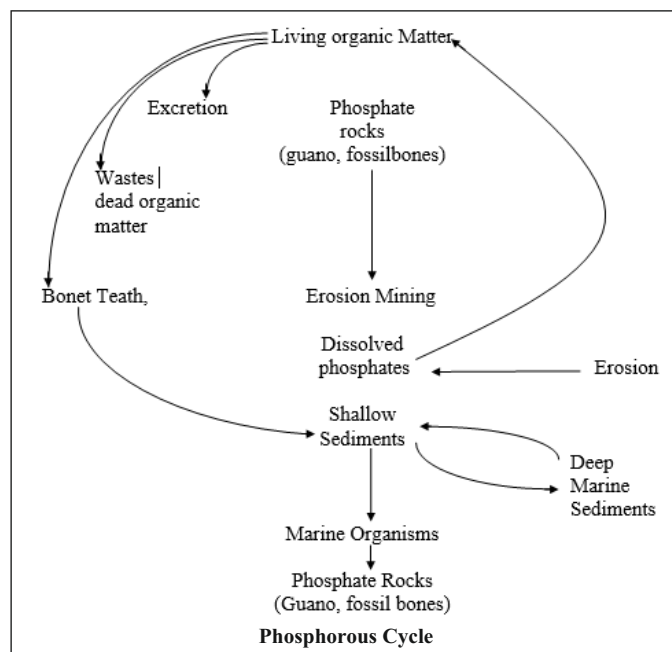 Living organic Matter
Excretion
Phosphate
rocks
(guano, fossilbones)
Wastes|
dead organic
matter
Bonet Teath,
Erosion Mining
Dissolved
phosphates
Erosion
Shallow
Sediments
Deep
Marine
Sediments
Marine Organisms
Phosphate Rocks
(Guano, fossil bones)
Phosphorous Cycle